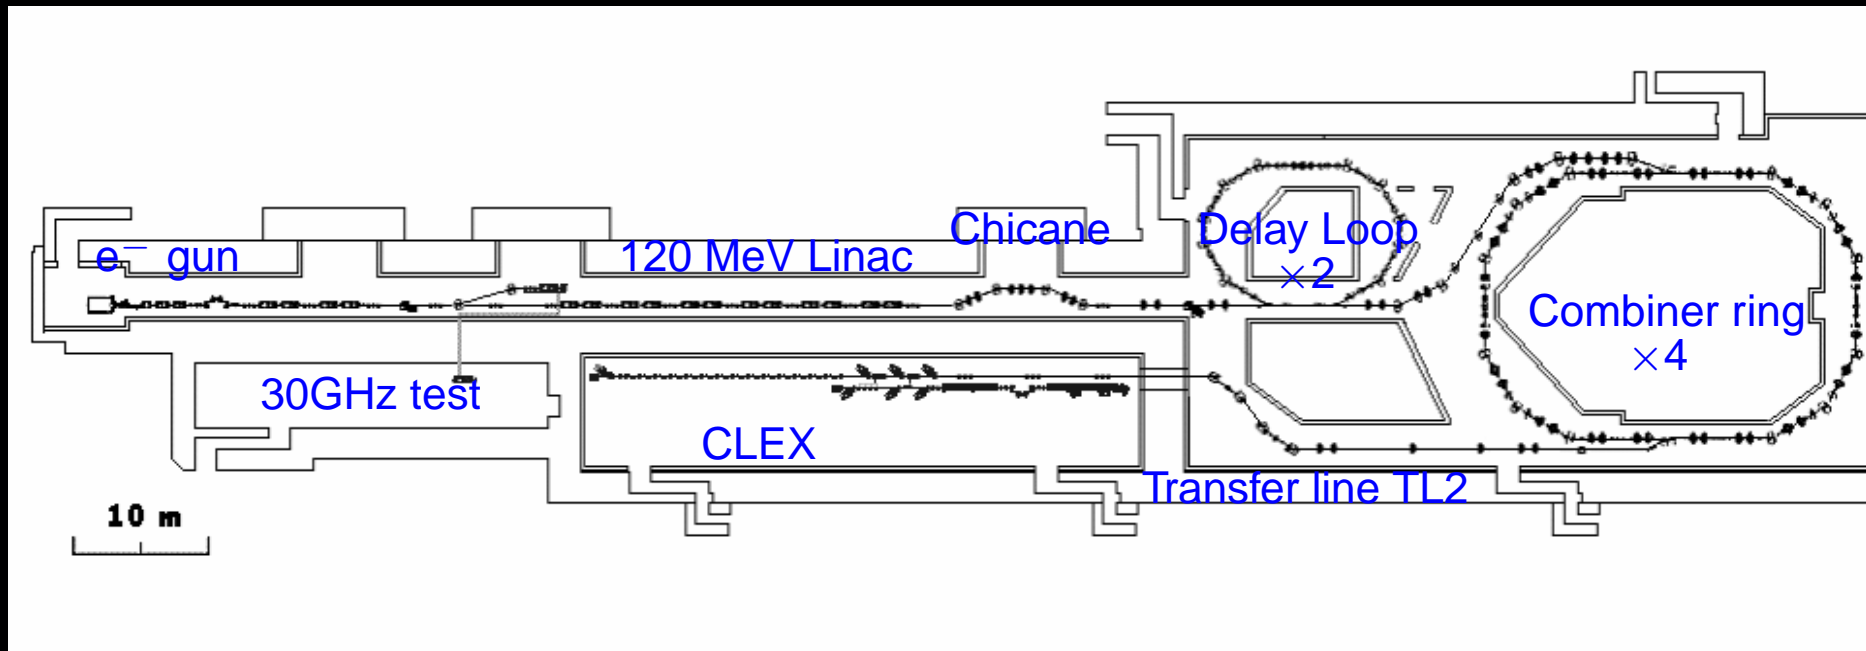 e⁻ gun
120 MeV Linac
Chicane
Delay Loop
×2
Combiner ring
×4
30GHz test
CLEX
Transfer line TL2
10 m